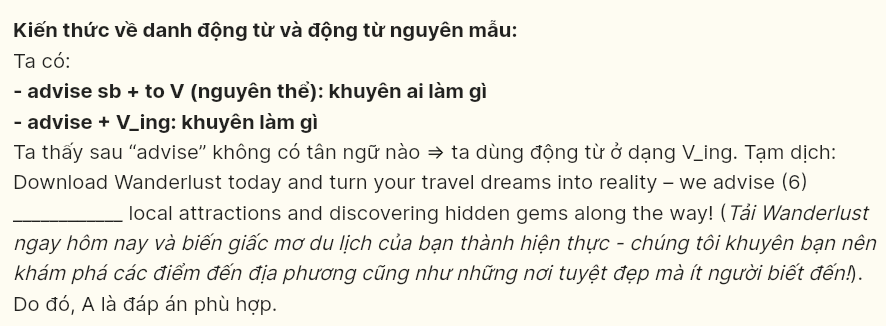 Kiến thức về danh động từ và động từ nguyên mẫu:
Ta có:
- advise sb + to V (nguyên thể): khuyên ai làm gì
- advise + V_ing: khuyên làm gì
Ta thấy sau “advise” không có tân ngữ nào ⇒ ta dùng động từ ở dạng V_ing. Tạm dịch:
Download Wanderlust today and turn your travel dreams into reality – we advise (6)
____________ local attractions and discovering hidden gems along the way! (Tải Wanderlust
ngay hôm nay và biến giấc mơ du lịch của bạn thành hiện thực - chúng tôi khuyên bạn nên
khám phá các điểm đến địa phương cũng như những nơi tuyệt đẹp mà ít người biết đến!).
Do đó, A là đáp án phù hợp.